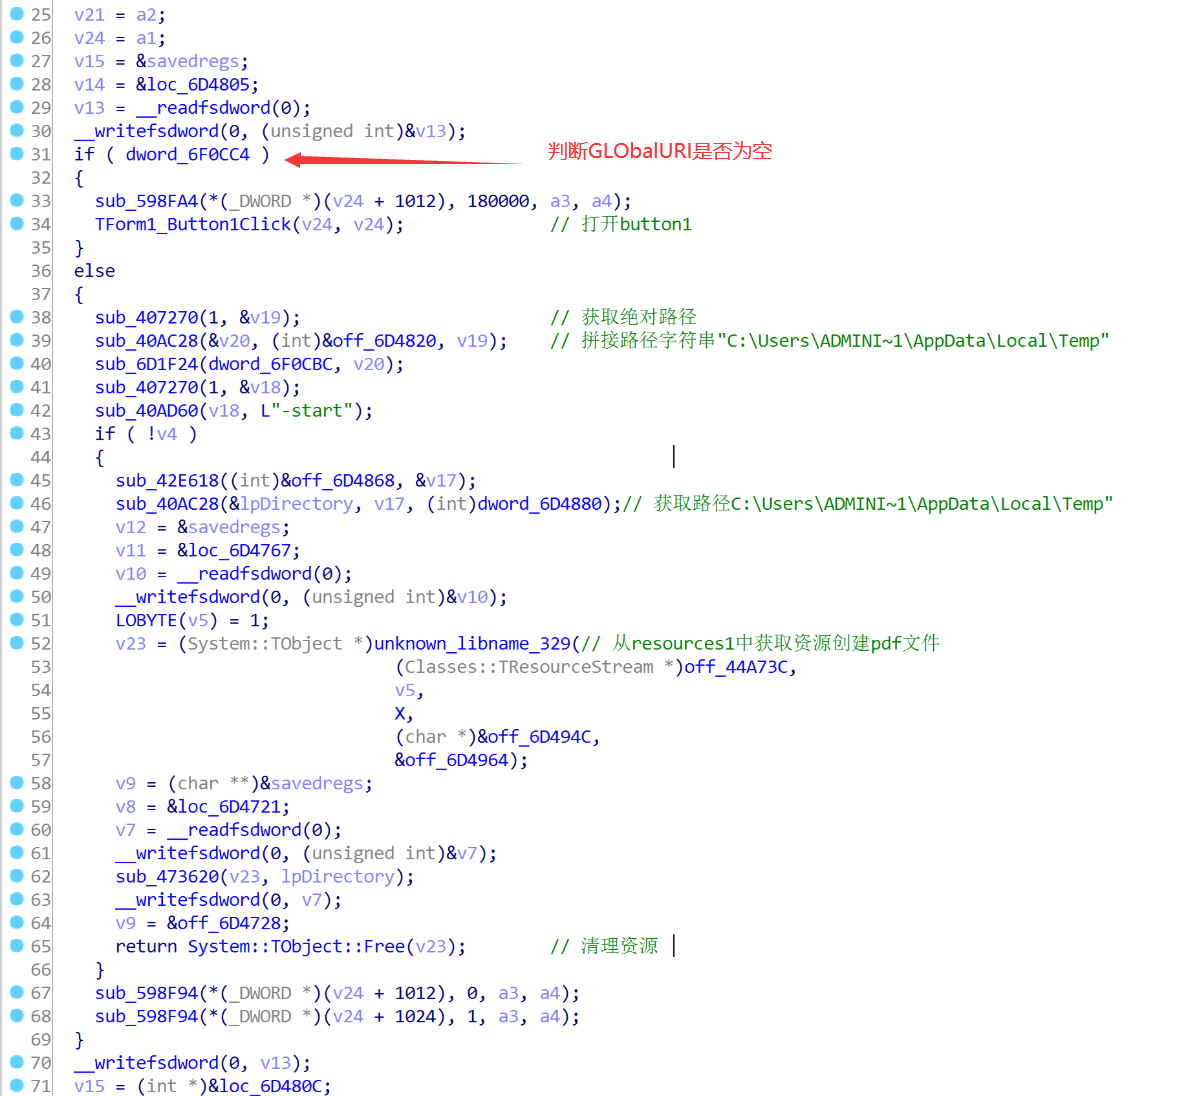 25 v21 = a2;
26 v24 = a1;
27 v15 = &savedregs;
28 v14 = &loc_6D4805;
29 v13 = __readfsdword(0);
30 __writefsdword(0, (unsigned int)&v13);
31 if ( dword_6F0CC4 ) 判断GLObalURI是否为空
32 {
33 sub_598FA4(*(_DWORD *)(v24 + 1012), 180000, a3, a4);
34 TForm1_Button1Click(v24, v24); // 打开button1
35 }
36 else
37 {
38 sub_407270(1, &v19); // 获取绝对路径
39 sub_40AC28(&v20, (int)&off_6D4820, v19); // 拼接路径字符串"C:\Users\ADMINI~1\AppData\Local\Temp"
40 sub_6D1F24(dword_6F0CBC, v20);
41 sub_407270(1, &v18);
42 sub_40AD60(v18, L"-start");
43 if ( !v4 )
44 {
45 sub_42E618((int)&off_6D4868, &v17);
46 sub_40AC28(&lpDirectory, v17, (int)dword_6D4880);// 获取路径C:\Users\ADMINI~1\AppData\Local\Temp"
47 v12 = &savedregs;
48 v11 = &loc_6D4767;
49 v10 = __readfsdword(0);
50 __writefsdword(0, (unsigned int)&v10);
51 LOBYTE(v5) = 1;
52 v23 = (System::TObject *)unknown_libname_329(// 从resources1中获取资源创建pdf文件
53 (Classes::TResourceStream *)off_44A73C,
54 v5,
55 X,
56 (char *)&off_6D494C,
57 &off_6D4964);
58 v9 = (char **)&savedregs;
59 v8 = &loc_6D4721;
60 v7 = __readfsdword(0);
61 __writefsdword(0, (unsigned int)&v7);
62 sub_473620(v23, lpDirectory);
63 __writefsdword(0, v7);
64 v9 = &off_6D4728;
65 return System::TObject::Free(v23); // 清理资源
66 }
67 sub_598F94(*(_DWORD *)(v24 + 1012), 0, a3, a4);
68 sub_598F94(*(_DWORD *)(v24 + 1024), 1, a3, a4);
69 }
70 __writefsdword(0, v13);
71 v15 = (int *)&loc_6D480C;